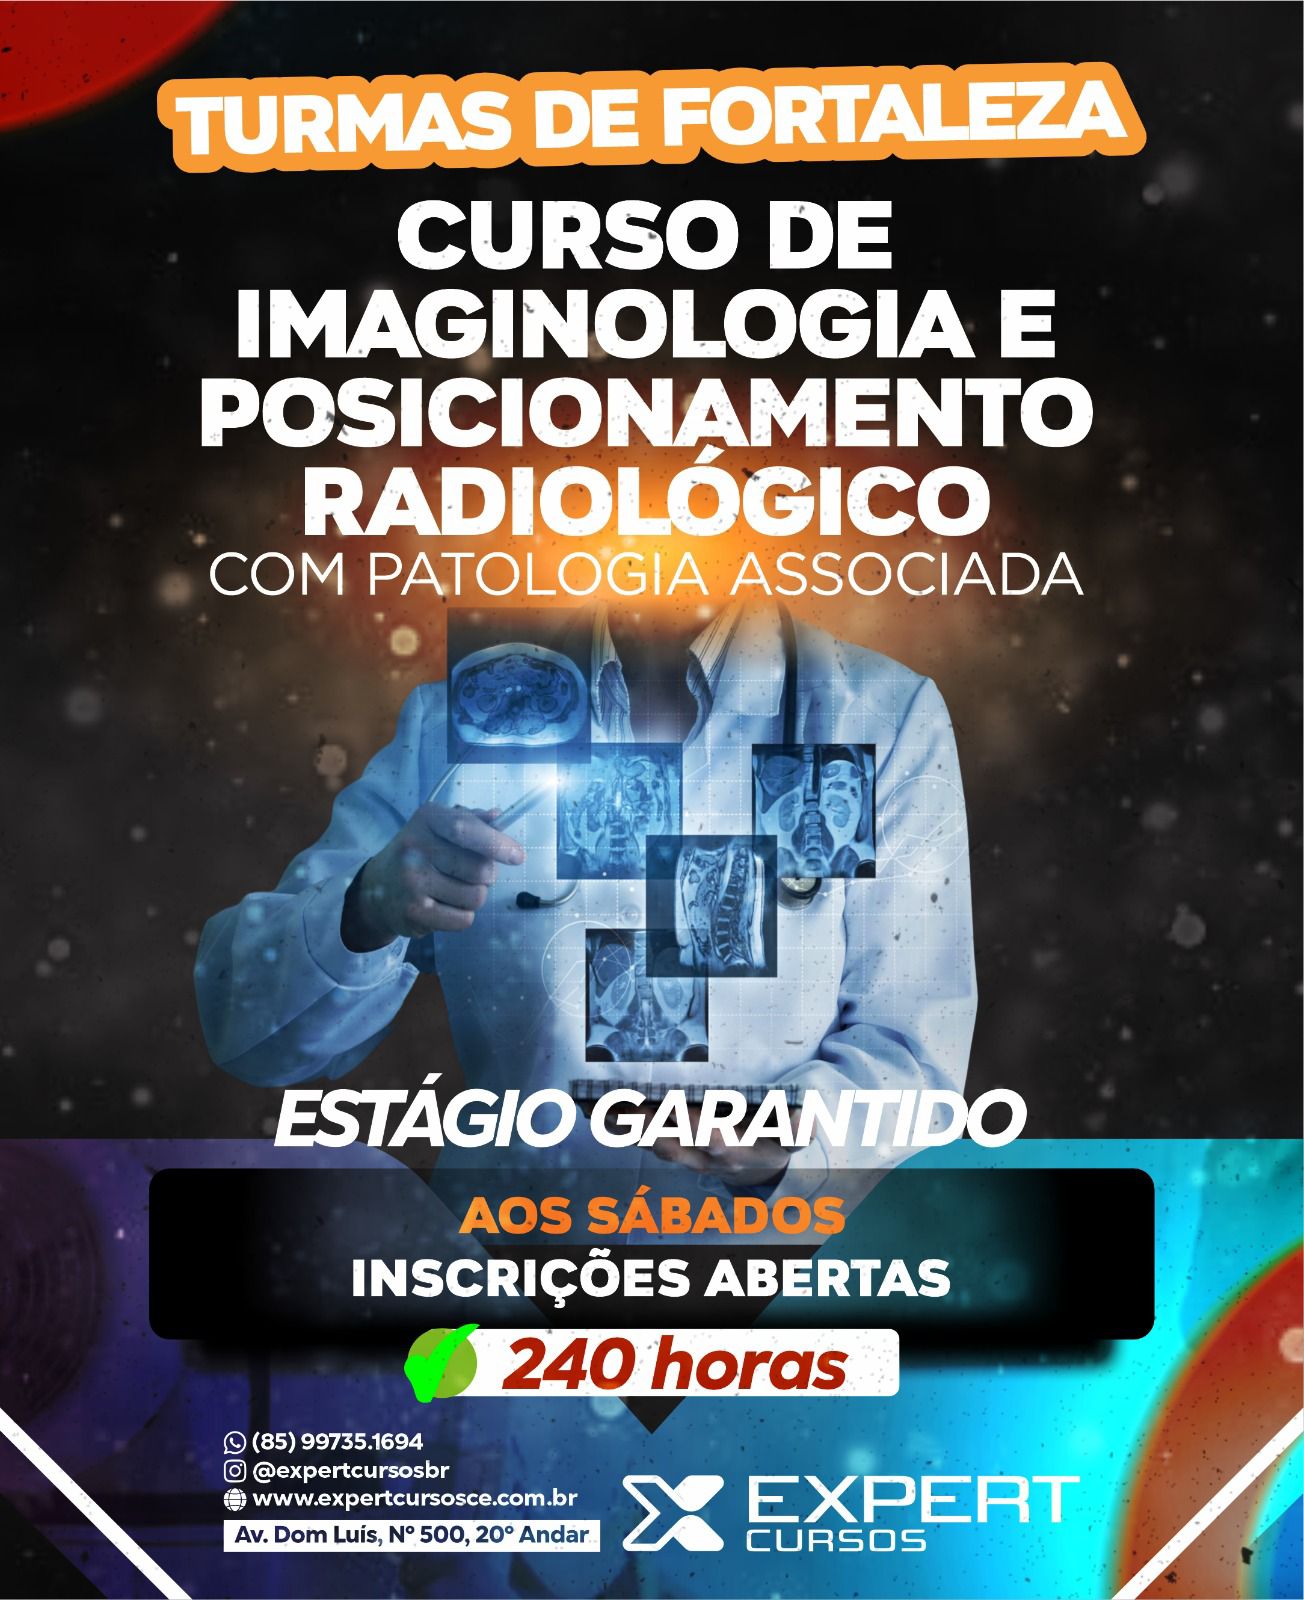 TURMAS DE FORTALEZA
CURSO DE
IMAGINOLOGIA E
POSICIONAMENTO
RADIOLÓGICO
COM PATOLOGIA ASSOCIADA
ESTÁGIO GARANTIDO
AOS SÁBADOS
INSCRIÇÕES ABERTAS
240 horas
(85) 99735.1694
@expertcursosbr
www.expertcursosce.com.br
Av. Dom Luís, Nº 500, 20º Andar
EXPERT
CURSOS